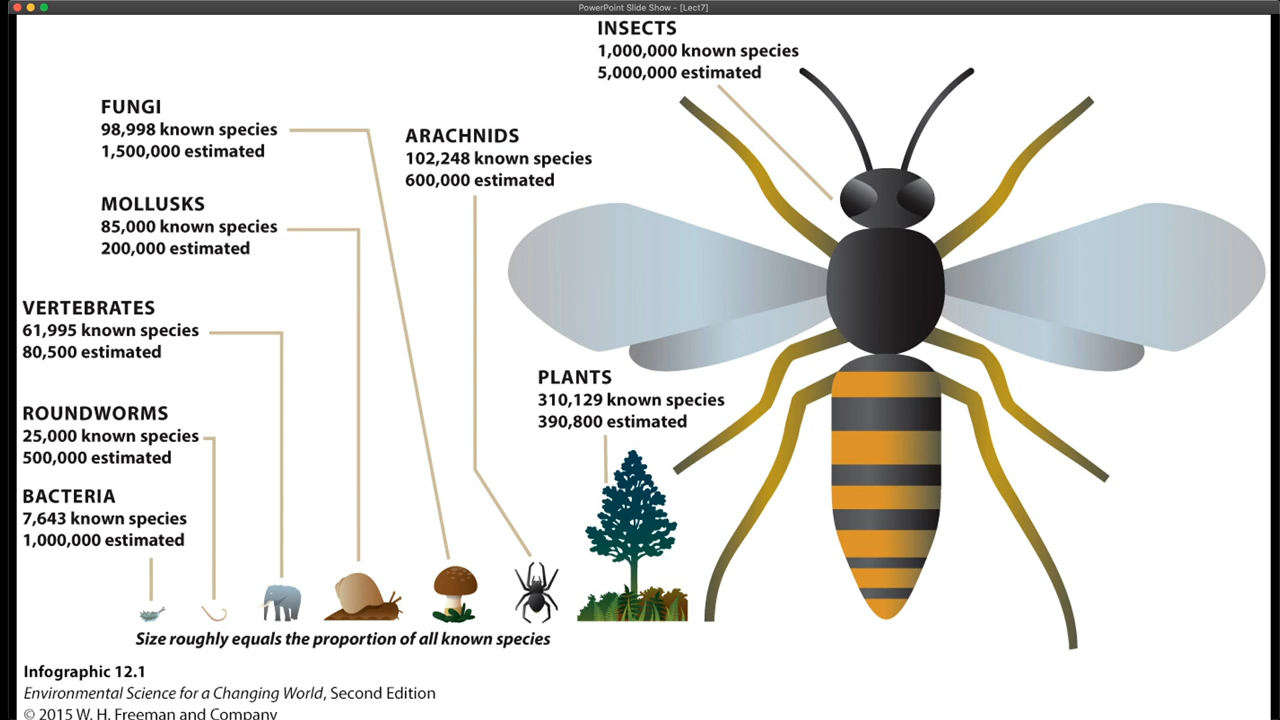 PowerPoint Slide Show - [Lect7]
INSECTS
1,000,000 known species
5,000,000 estimated
FUNGI
98,998 known species
1,500,000 estimated
ARACHNIDS
102,248 known species
600,000 estimated
MOLLUSKS
85,000 known species
200,000 estimated
VERTEBRATES
61,995 known species
80,500 estimated
PLANTS
310,129 known species
390,800 estimated
ROUNDWORMS
25,000 known species
500,000 estimated
BACTERIA
7,643 known species
1,000,000 estimated
Size roughly equals the proportion of all known species
Infographic 12.1
Environmental Science for a Changing World, Second Edition
© 2015 W. H. Freeman and Company